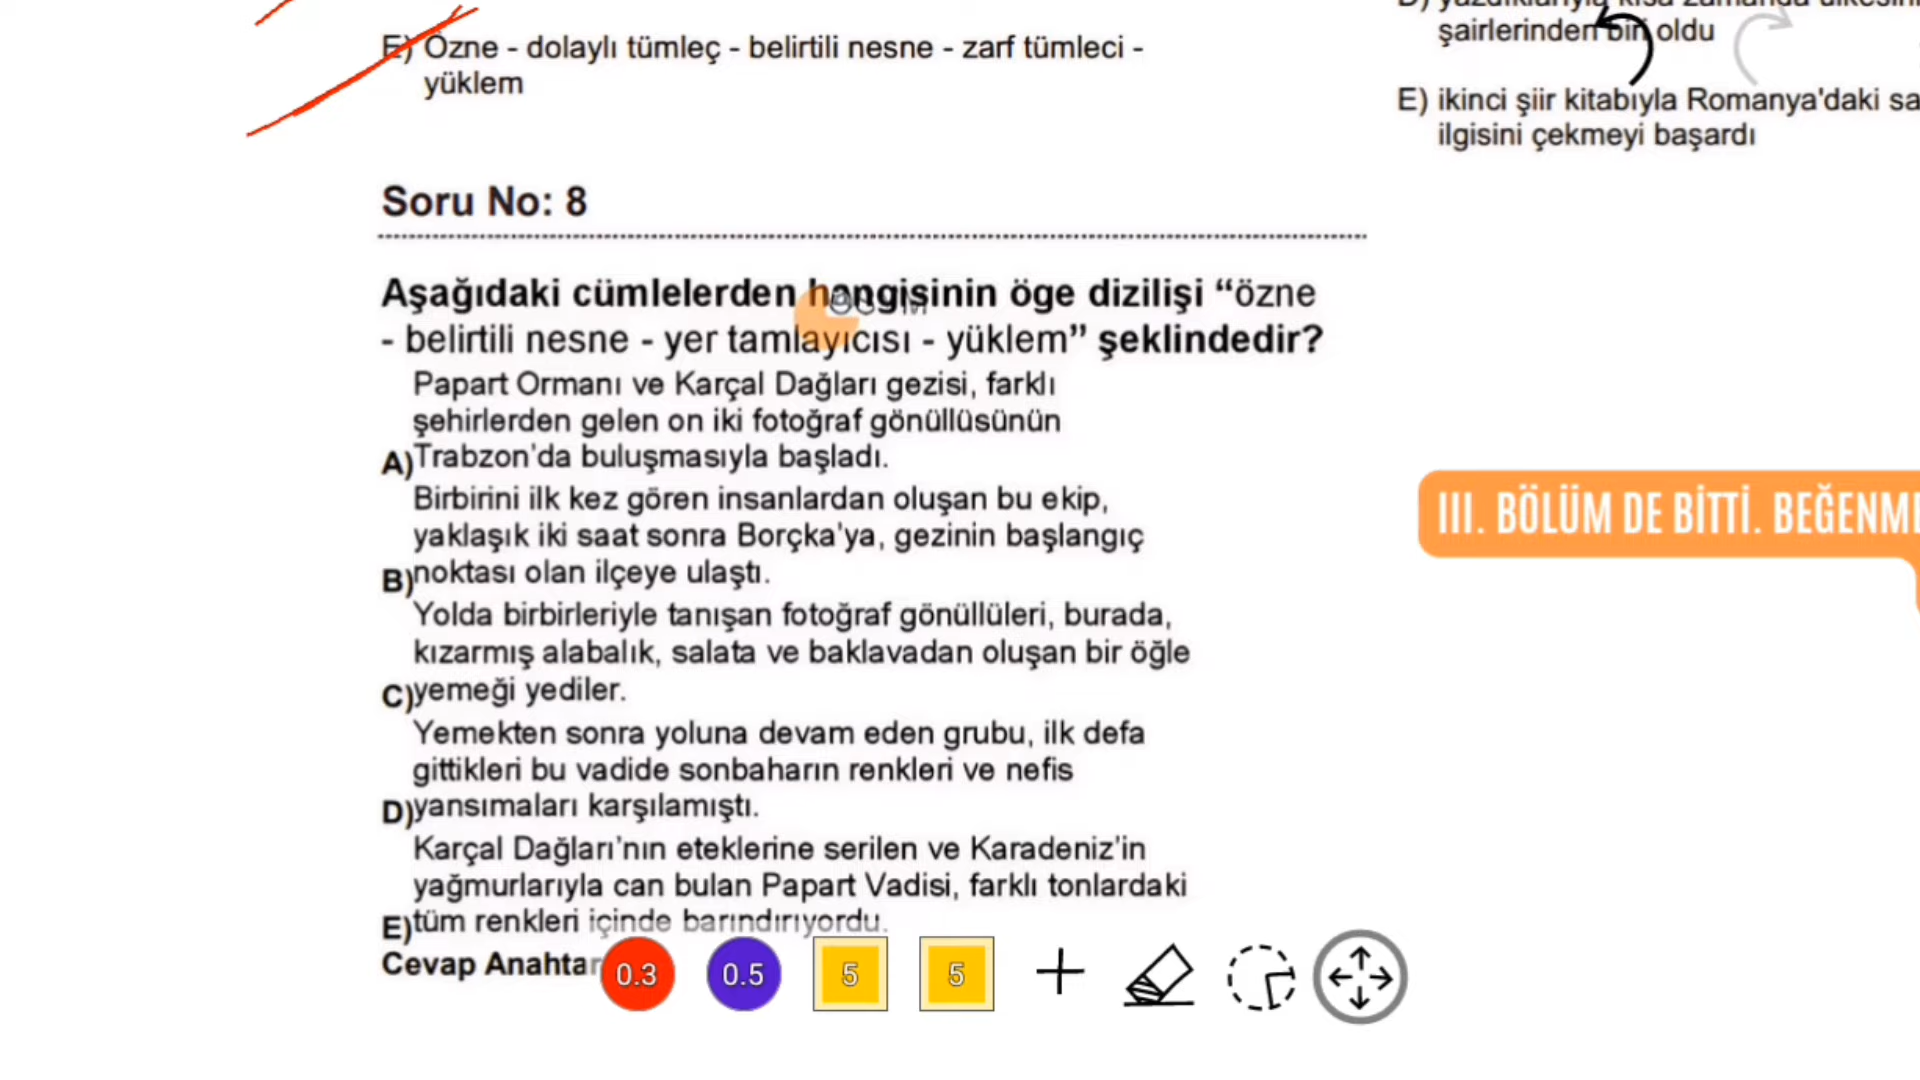 E) Özne - dolaylı tümleç - belirtili nesne - zarf tümleci -
yüklem
Soru No: 8
Aşağıdaki cümlelerden hangisinin öge dizilişi “özne
- belirtili nesne - yer tamlayıcısı - yüklem” şeklindedir?
Papart Ormanı ve Karçal Dağları gezisi, farklı
şehirlerden gelen on iki fotoğraf gönüllüsünün
A)Trabzon’da buluşmasıyla başladı.
Birbirini ilk kez gören insanlardan oluşan bu ekip,
yaklaşık iki saat sonra Borçka’ya, gezinin başlangıç
B)noktası olan ilçeye ulaştı.
Yolda birbirleriyle tanışan fotoğraf gönüllüleri, burada,
kızarmış alabalık, salata ve baklavadan oluşan bir öğle
C)yemeği yediler.
Yemekten sonra yoluna devam eden grubu, ilk defa
gittikleri bu vadide sonbaharın renkleri ve nefis
D)yansımaları karşılamıştı.
Karçal Dağları’nın eteklerine serilen ve Karadeniz’in
yağmurlarıyla can bulan Papart Vadisi, farklı tonlardaki
E)tüm renkleri içinde barındırıyordu.
Cevap Anahtar
0.3 0.5 5 5
D) yazdıklarıyla kısa zamanda
şairlerinden biri oldu
E) ikinci şiir kitabıyla Romanya'daki sa
ilgisini çekmeyi başardı
III. BÖLÜM DE BİTTİ. BEĞENME